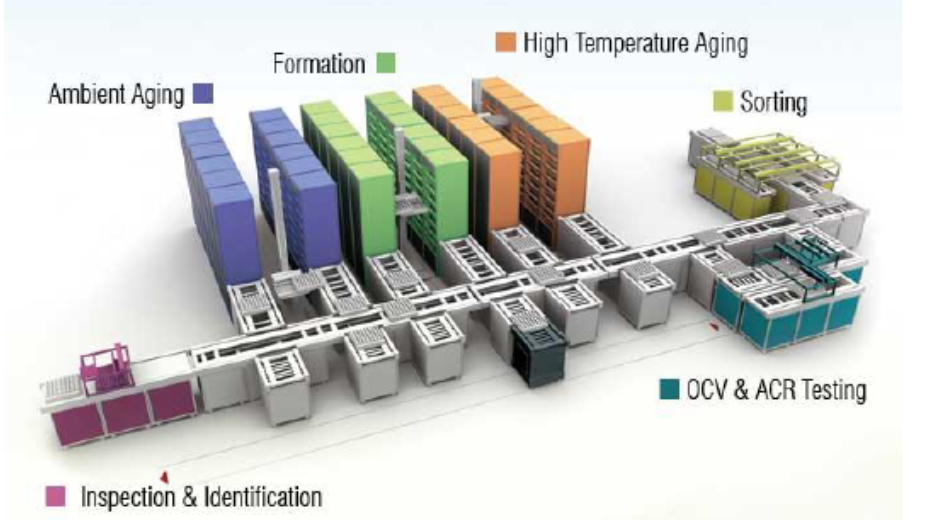 High Temperature Aging
Formation
Ambient Aging
Sorting
OCV & ACR Testing
Inspection & Identification